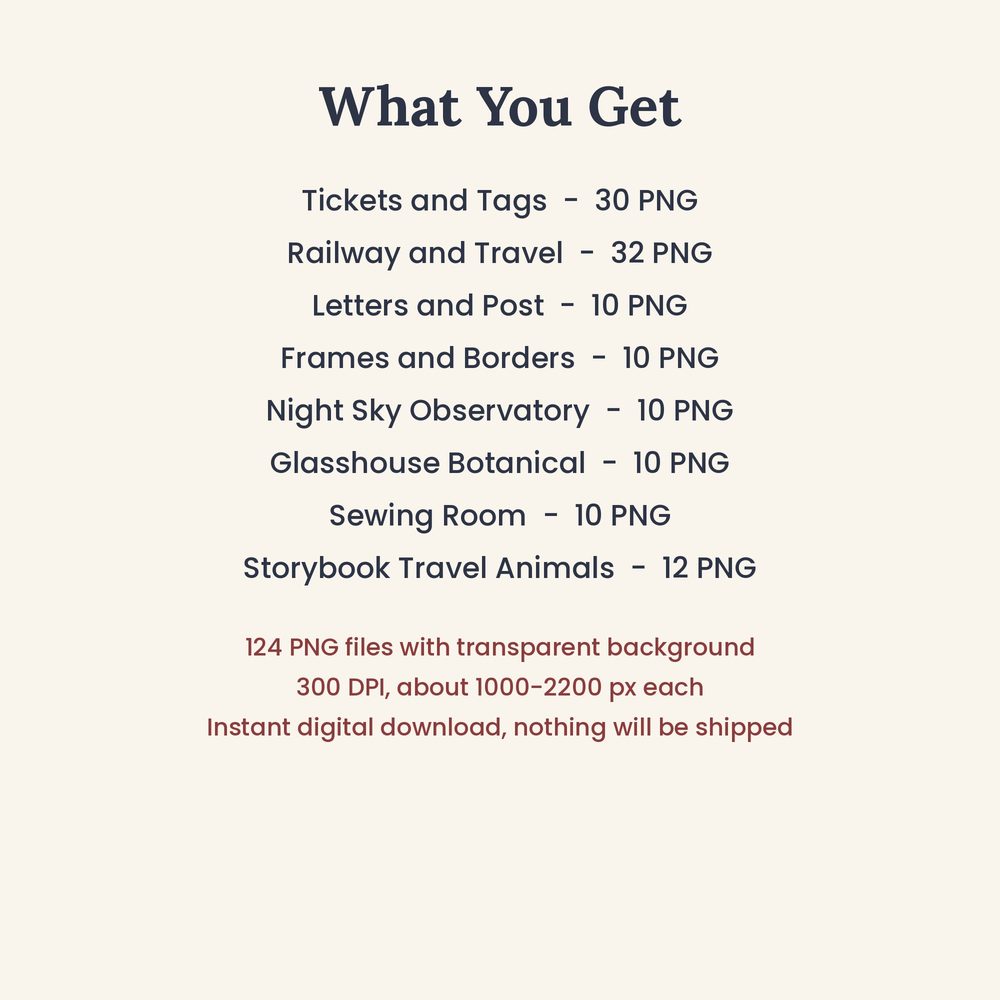 What You Get
Tickets and Tags - 30 PNG
Railway and Travel - 32 PNG
Letters and Post - 10 PNG
Frames and Borders - 10 PNG
Night Sky Observatory - 10 PNG
Glasshouse Botanical - 10 PNG
Sewing Room - 10 PNG
Storybook Travel Animals - 12 PNG
124 PNG files with transparent background
300 DPI, about 1000-2200 px each
Instant digital download, nothing will be shipped